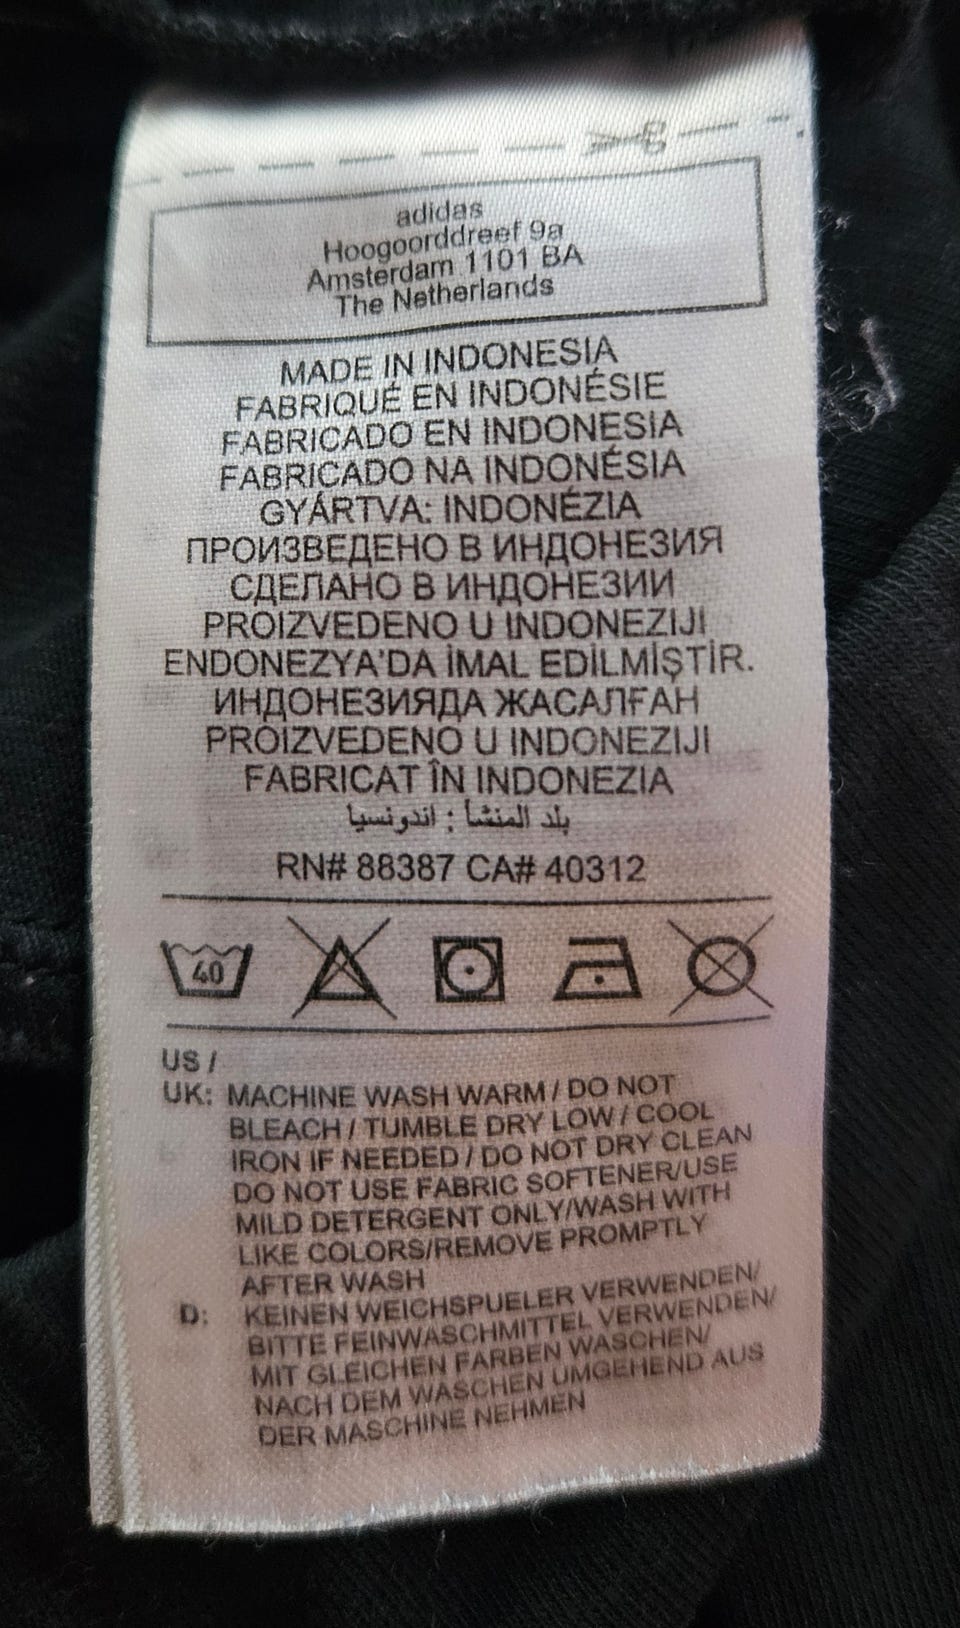 adidas
Hoogoorddreef 9a
Amsterdam 1101 BA
The Netherlands
MADE IN INDONESIA
FABRIQUÉ EN INDONÉSIE
FABRICADO EN INDONESIA
FABRICADO NA INDONÉSIA
GYÁRTVA: INDONÉZIA
ПРОИЗВЕДЕНО В ИНДОНЕЗИЯ
СДЕЛАНО В ИНДОНЕЗИИ
PROIZVEDENO U INDONEZIJI
ENDONEZYA'DA İMAL EDİLMİŞTİR.
ИНДОНЕЗИЯДА ЖАСАЛҒАН
PROIZVEDENO U INDONEZIJI
FABRICAT ÎN INDONEZIA
بلد المنشأ : اندونسيا
RN# 88387 CA# 40312
40
US /
UK: MACHINE WASH WARM / DO NOT
BLEACH / TUMBLE DRY LOW / COOL
IRON IF NEEDED / DO NOT DRY CLEAN
DO NOT USE FABRIC SOFTENER/USE
MILD DETERGENT ONLY/WASH WITH
LIKE COLORS/REMOVE PROMPTLY
AFTER WASH
D: KEINEN WEICHSPUELER VERWENDEN/
BITTE FEINWASCHMITTEL VERWENDEN/
MIT GLEICHEN FARBEN WASCHEN/
NACH DEM WASCHEN UMGEHEND AUS
DER MASCHINE NEHMEN